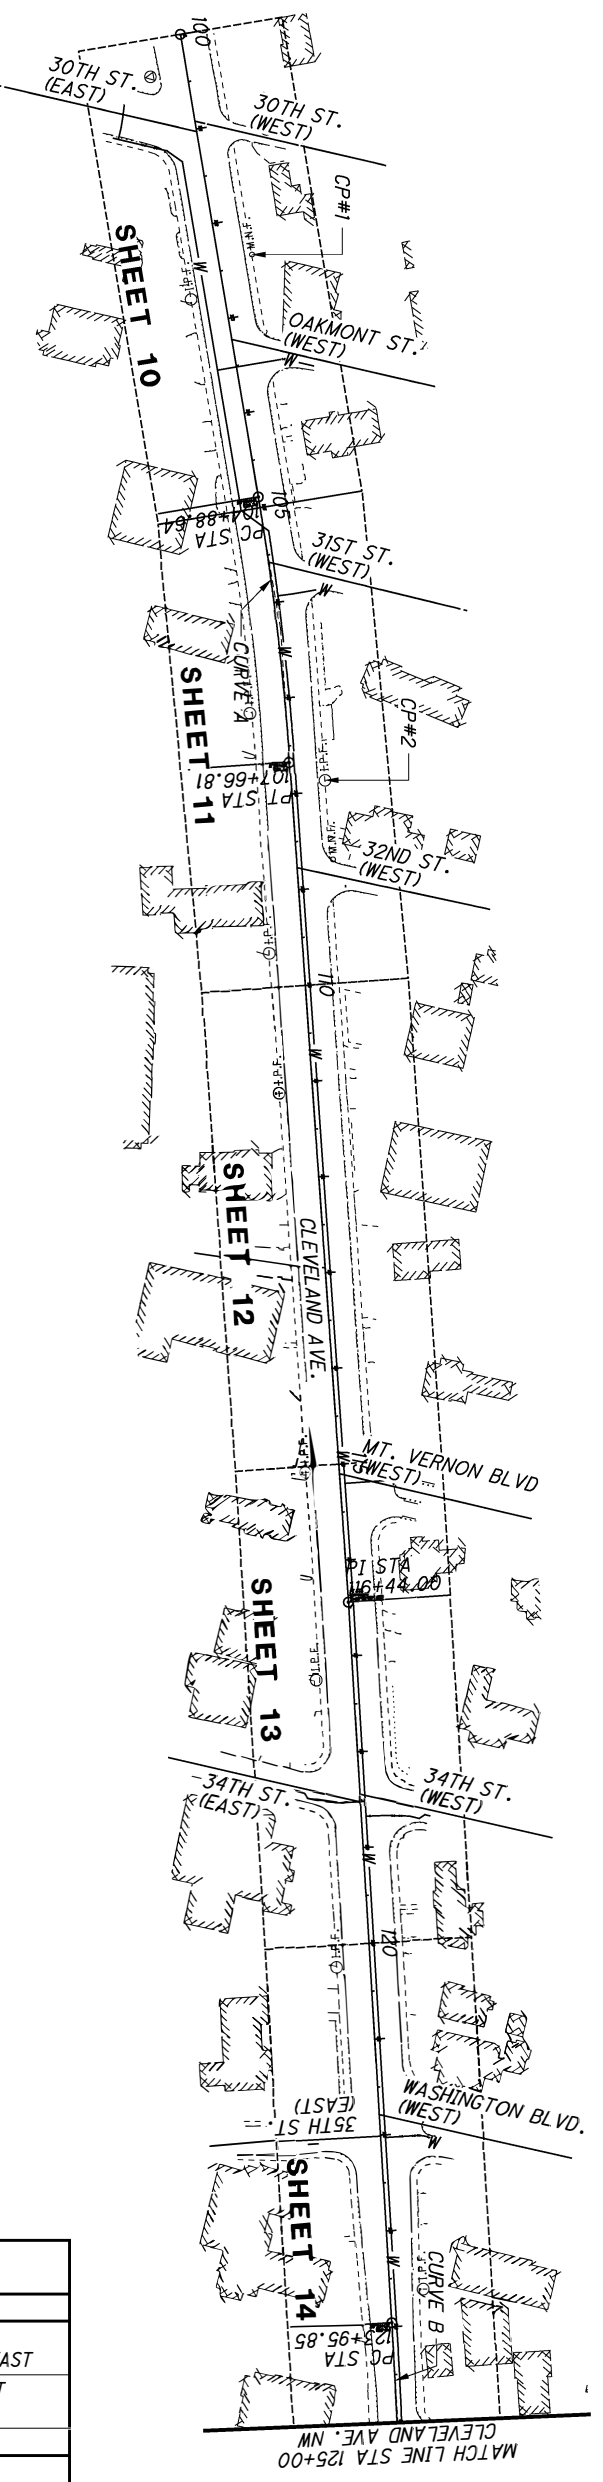 100
30TH ST.
(EAST)
30TH ST.
(WEST)
CP#1
M.N.F.
W
I.P.F.
SHEET 10
OAKMONT ST.
(WEST)
W
105
PC STA
104+88.64
31ST ST.
(WEST)
W
W
CURVE A
SHEET 11
CP#2
I.P.F.
PT STA
107+66.81
M.N.F.
32ND ST.
(WEST)
I.P.F.
110
W
I.P.F.
SHEET 12
CLEVELAND AVE.
MT. VERNON BLVD
(WEST)
W
I.P.F.
PI STA
116+44.00
SHEET 13
I.P.F.
34TH ST.
(EAST)
34TH ST.
(WEST)
W
120
I.P.F.
WASHINGTON BLVD.
(WEST)
35TH ST.
(EAST)
W
SHEET 14
W
CURVE B
I.P.F.
PC STA
123+95.85
MATCH LINE STA 125+00
CLEVELAND AVE. NW